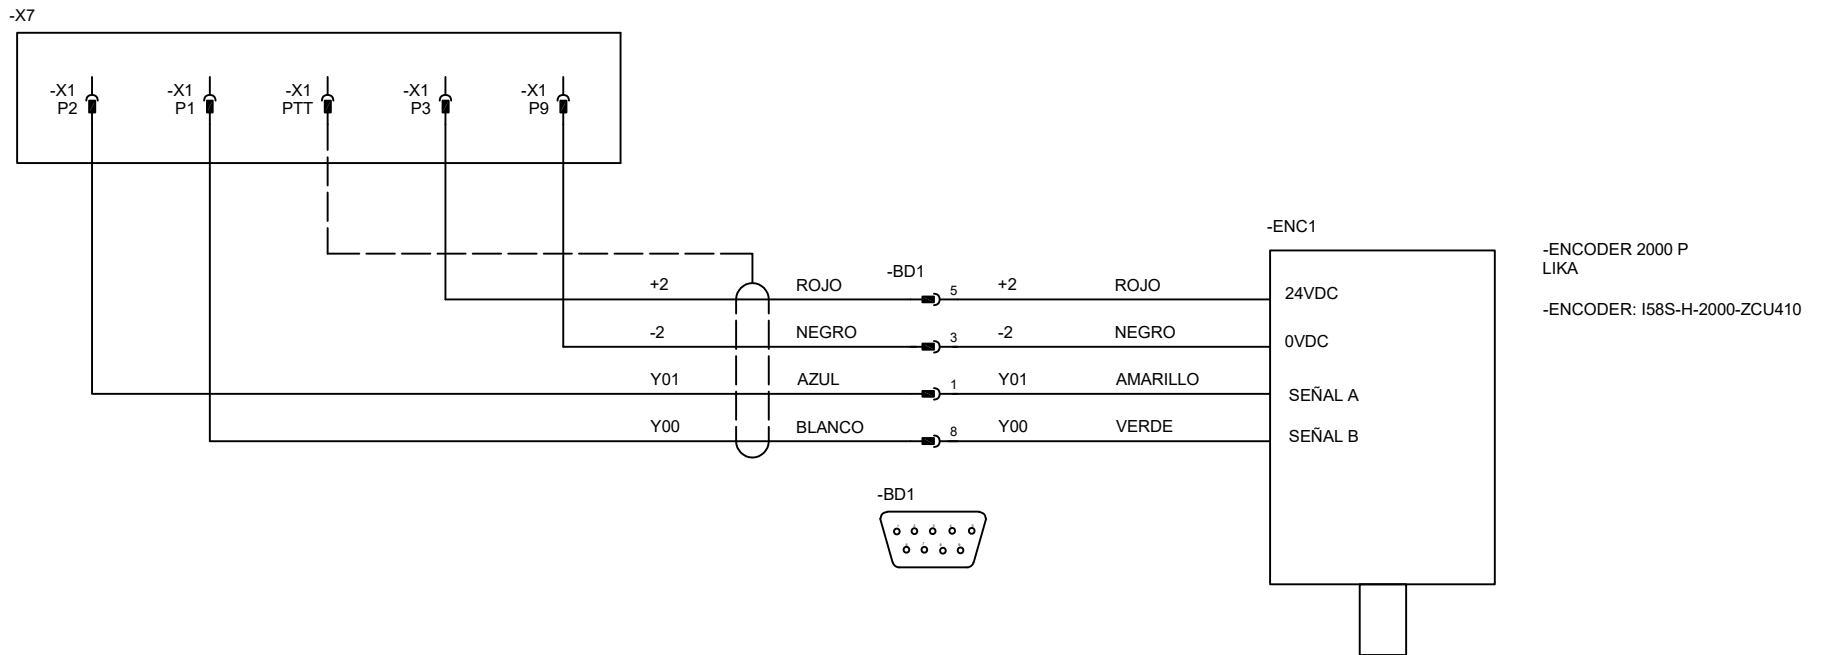 -X7
-X1
P2
-X1
P1
-X1
PTT
-X1
P3
-X1
P9
-ENC1
-ENCODER 2000 P
LIKA
-ENCODER: I58S-H-2000-ZCU410
-BD1
+2 ROJO 5 +2 ROJO 24VDC
-2 NEGRO 3 -2 NEGRO 0VDC
Y01 AZUL 1 Y01 AMARILLO SEÑAL A
Y00 BLANCO 8 Y00 VERDE SEÑAL B
-BD1